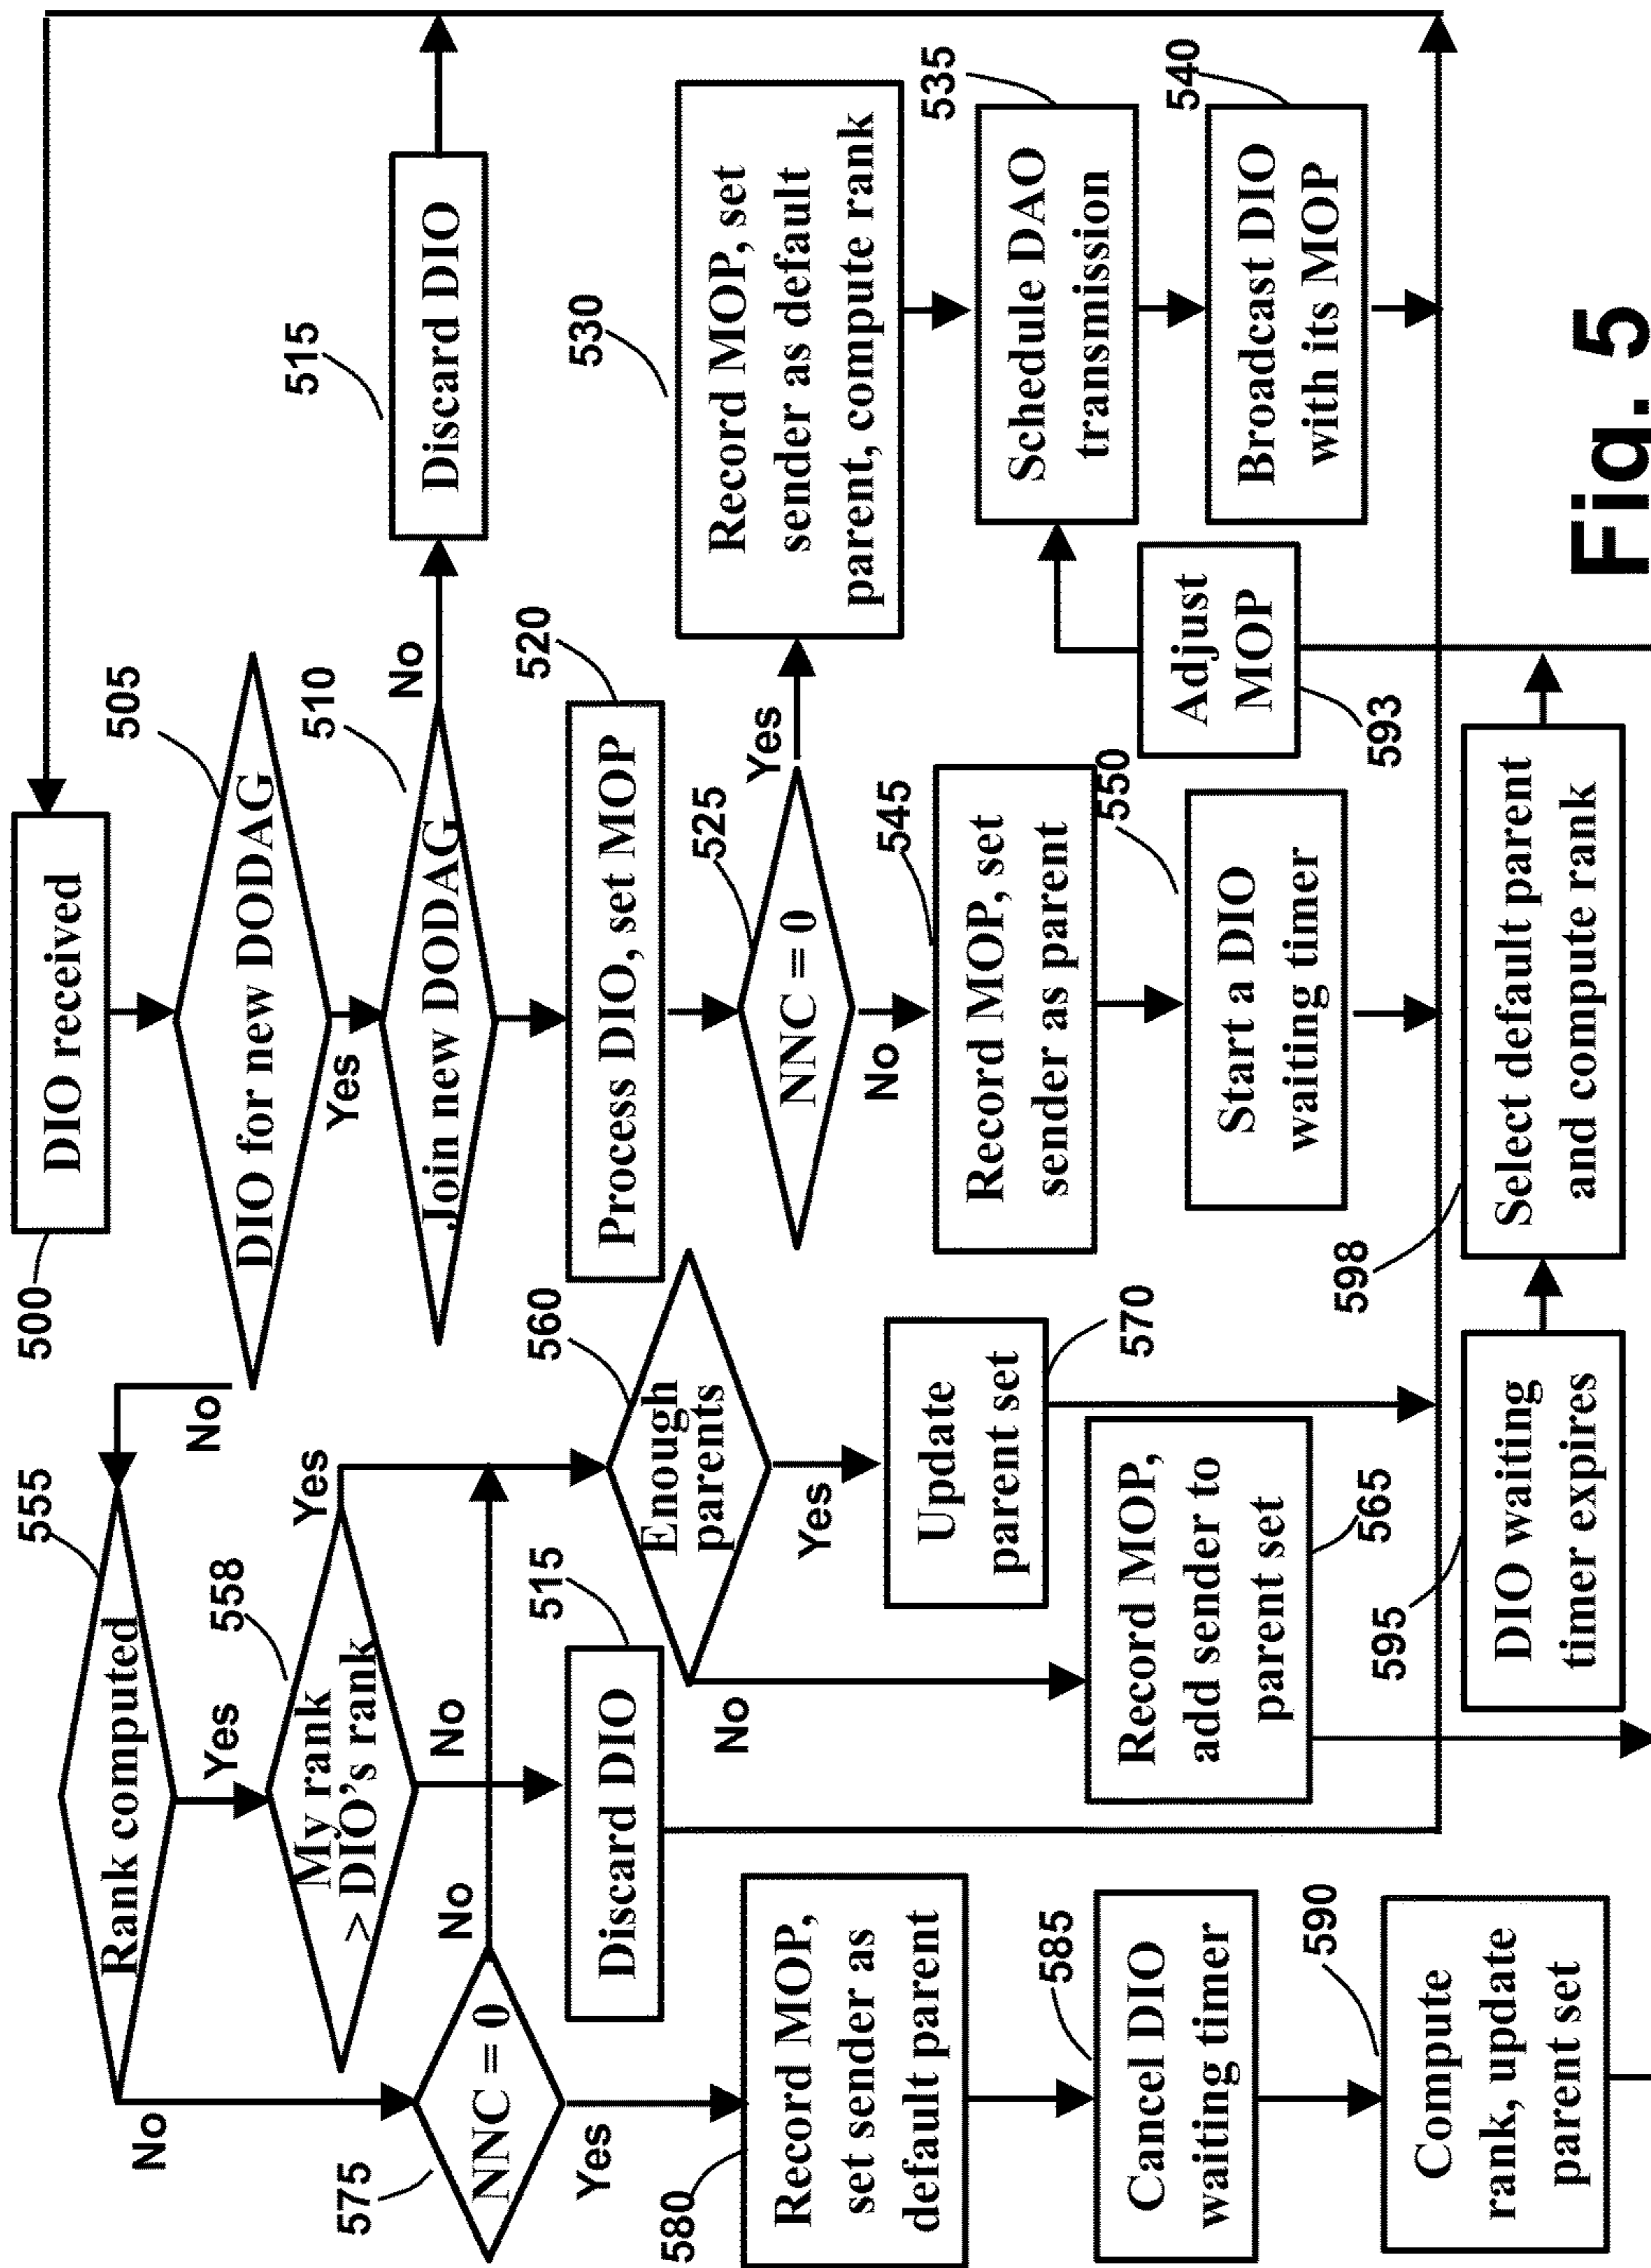 500
DIO received
505
DIO for new DODAG
No
Yes
510
Join new DODAG
No
515
Discard DIO
520
Process DIO, set MOP
525
NNC = 0
Yes
No
530
Record MOP, set
sender as default
parent, compute rank
535
Schedule DAO
transmission
540
Broadcast DIO
with its MOP
545
Record MOP, set
sender as parent
550
Start a DIO
waiting timer
555
Rank computed
Yes
No
558
My rank
> DIO's rank
Yes
No
515
Discard DIO
560
Enough
parents
Yes
No
570
Update
parent set
565
Record MOP,
add sender to
parent set
575
NNC = 0
No
Yes
580
Record MOP,
set sender as
default parent
585
Cancel DIO
waiting timer
590
Compute
rank, update
parent set
593
Adjust
MOP
595
DIO waiting
timer expires
598
Select default parent
and compute rank
Fig. 5